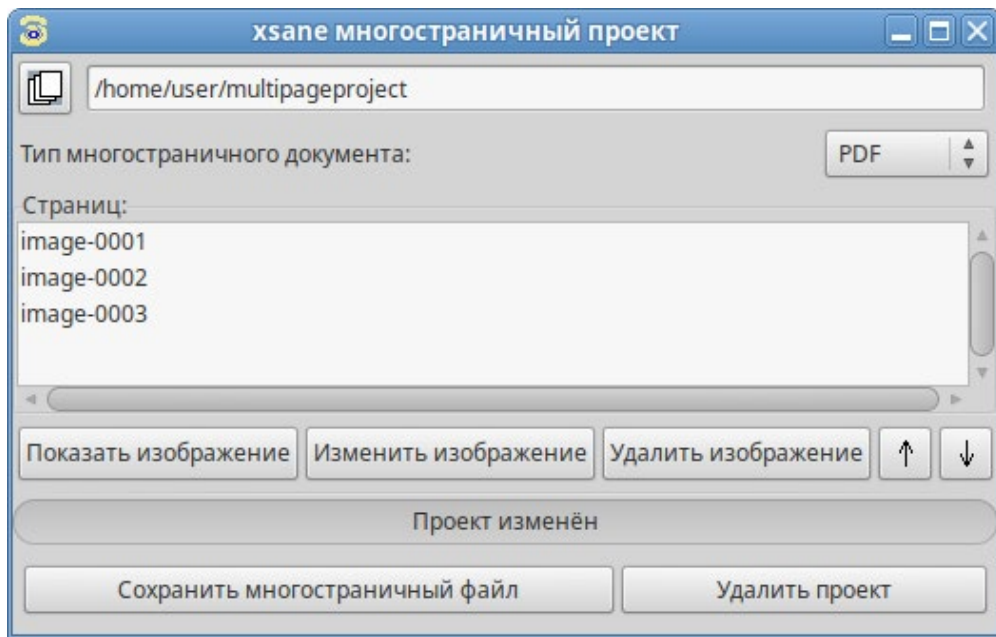 xsane многостраничный проект
/home/user/multipageproject
Тип многостраничного документа: PDF
Страниц:
image-0001
image-0002
image-0003
Показать изображение Изменить изображение Удалить изображение
Проект изменён
Сохранить многостраничный файл Удалить проект